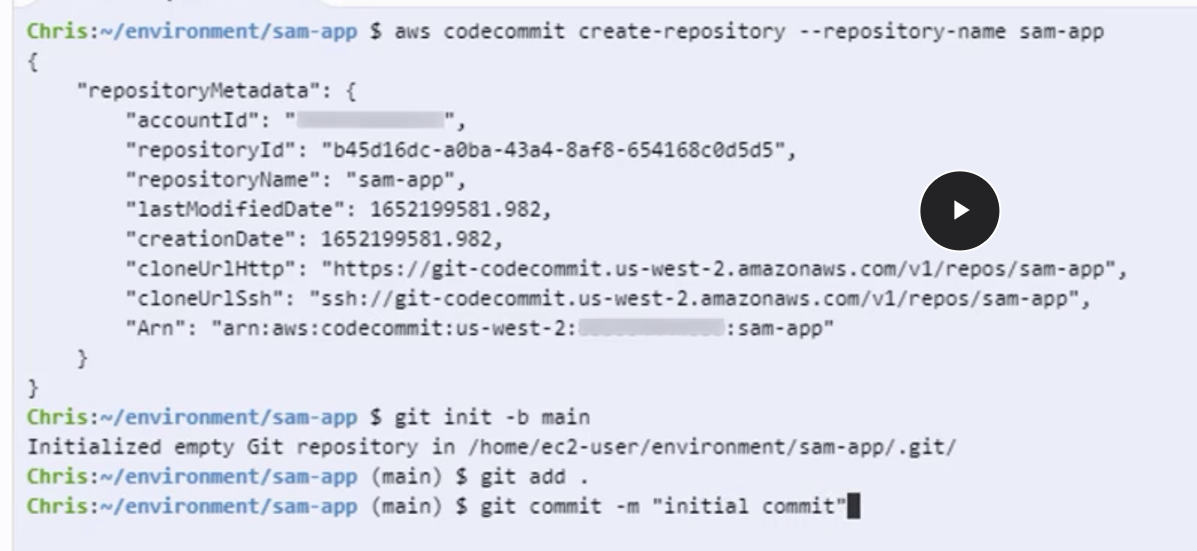 Chris:~/environment/sam-app $ aws codecommit create-repository --repository-name sam-app
{
    "repositoryMetadata": {
        "accountId": "",
        "repositoryId": "b45d16dc-a0ba-43a4-8af8-654168c0d5d5",
        "repositoryName": "sam-app",
        "lastModifiedDate": 1652199581.982,
        "creationDate": 1652199581.982,
        "cloneUrlHttp": "https://git-codecommit.us-west-2.amazonaws.com/v1/repos/sam-app",
        "cloneUrlSsh": "ssh://git-codecommit.us-west-2.amazonaws.com/v1/repos/sam-app",
        "Arn": "arn:aws:codecommit:us-west-2::sam-app"
    }
}
Chris:~/environment/sam-app $ git init -b main
Initialized empty Git repository in /home/ec2-user/environment/sam-app/.git/
Chris:~/environment/sam-app (main) $ git add .
Chris:~/environment/sam-app (main) $ git commit -m "initial commit"